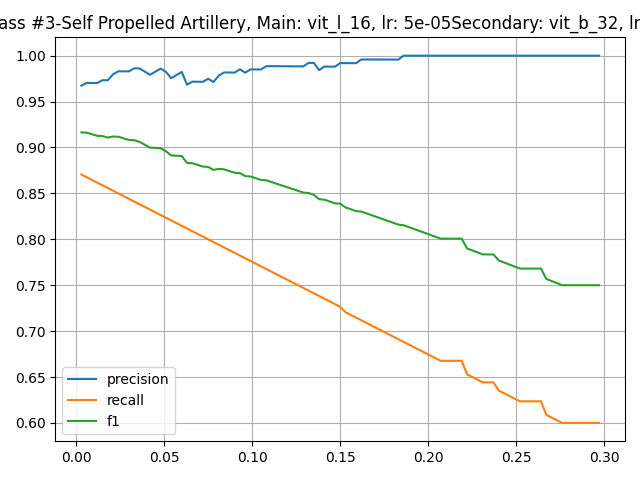 ass #3-Self Propelled Artillery, Main: vit_l_16, lr: 5e-05Secondary: vit_b_32, lr
1.00
0.95
0.90
0.85
0.80
0.75
0.70
0.65
0.60
precision
recall
f1
0.00 0.05 0.10 0.15 0.20 0.25 0.30